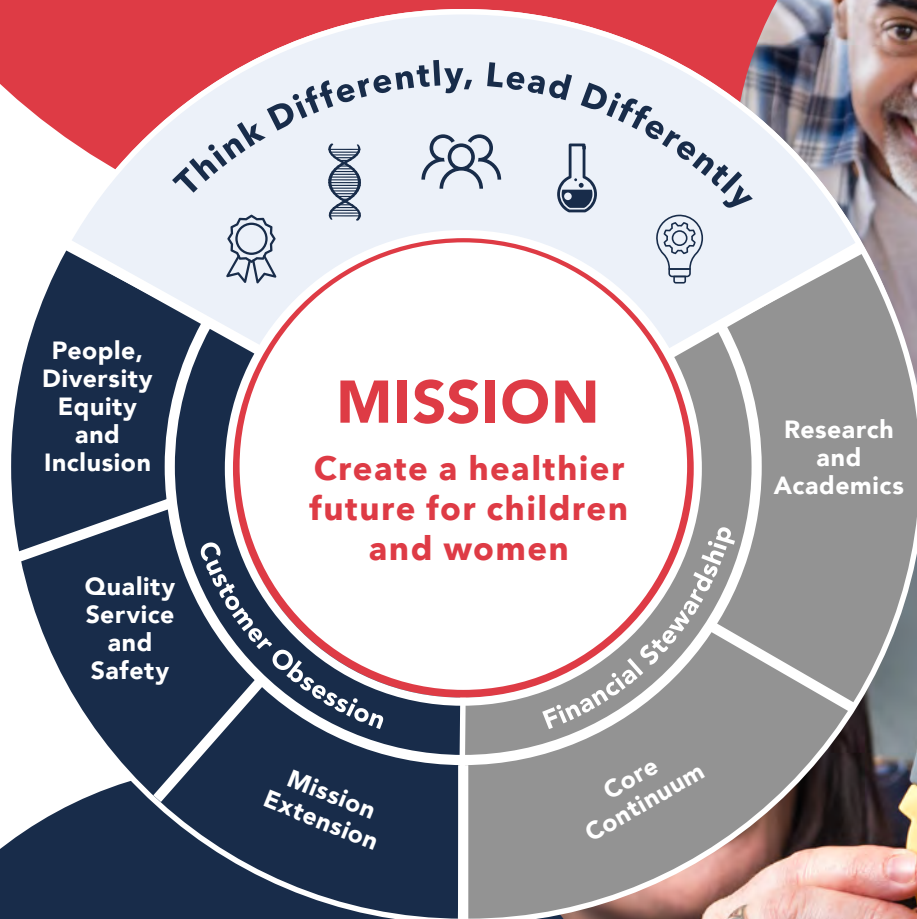 Think Differently, Lead Differently
MISSION
Create a healthier
future for children
and women
People,
Diversity
Equity
and
Inclusion
Quality
Service
and
Safety
Mission
Extension
Customer Obsession
Financial Stewardship
Research
and
Academics
Core
Continuum